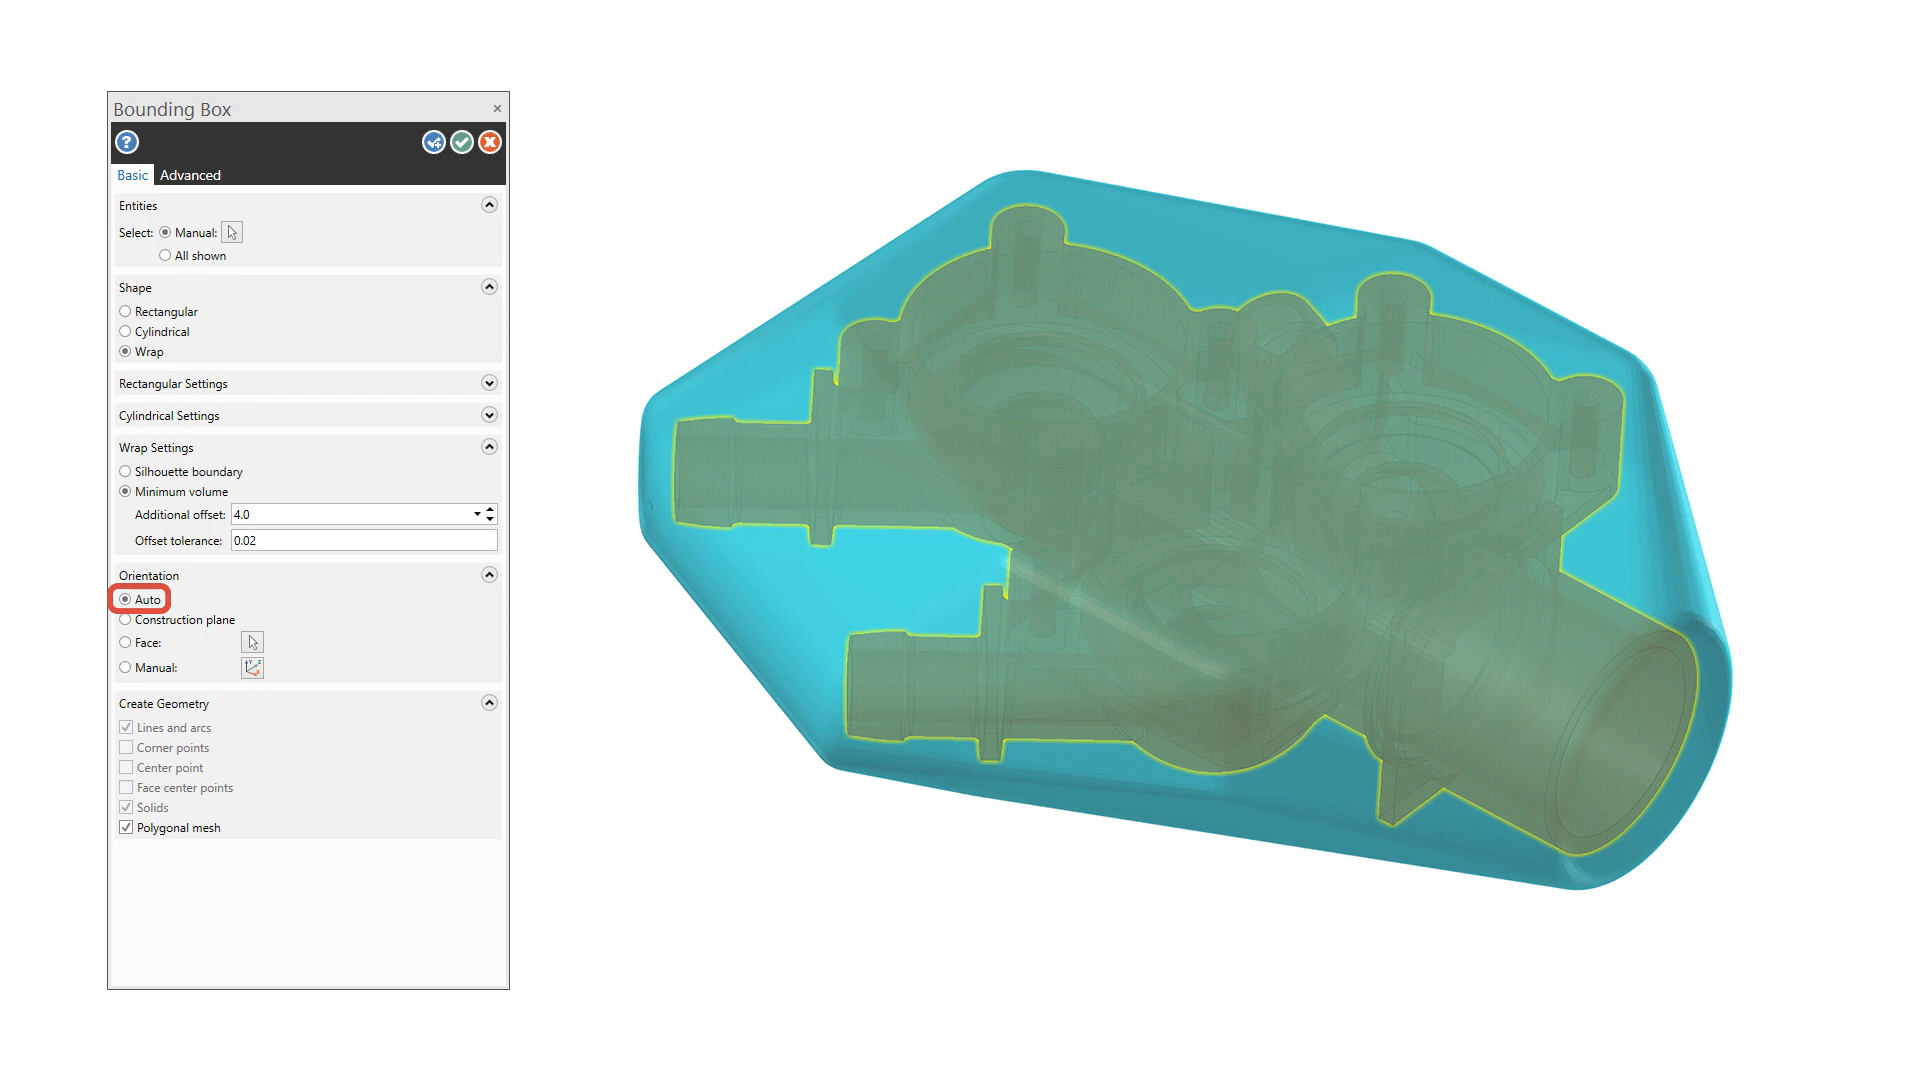 Bounding Box
Basic Advanced
Entities
Select: Manual:
All shown
Shape
Rectangular
Cylindrical
Wrap
Rectangular Settings
Cylindrical Settings
Wrap Settings
Silhouette boundary
Minimum volume
Additional offset: 4.0
Offset tolerance: 0.02
Orientation
Auto
Construction plane
Face:
Manual:
Create Geometry
Lines and arcs
Corner points
Center point
Face center points
Solids
Polygonal mesh